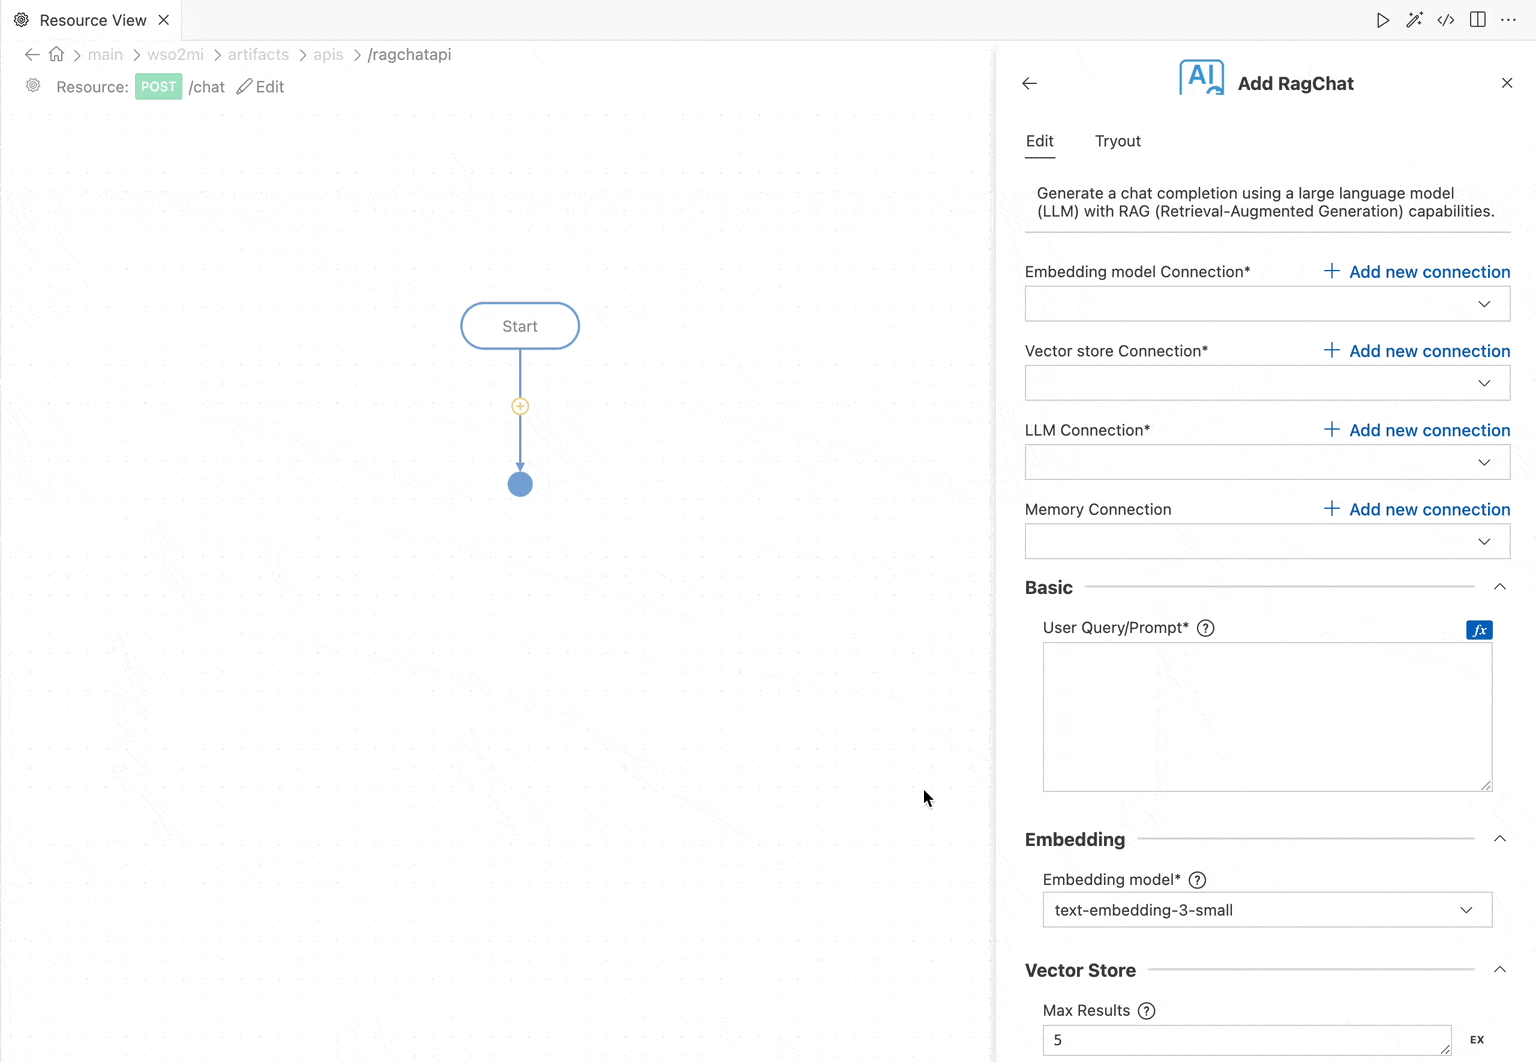 Resource View
main wso2mi artifacts apis /ragchatapi
Resource: POST /chat Edit
Start
AI Add RagChat
Edit Tryout
Generate a chat completion using a large language model
(LLM) with RAG (Retrieval-Augmented Generation) capabilities.
Embedding model Connection* Add new connection
Vector store Connection* Add new connection
LLM Connection* Add new connection
Memory Connection Add new connection
Basic
User Query/Prompt* ? fx
Embedding
Embedding model* ?
text-embedding-3-small
Vector Store
Max Results ?
5 EX